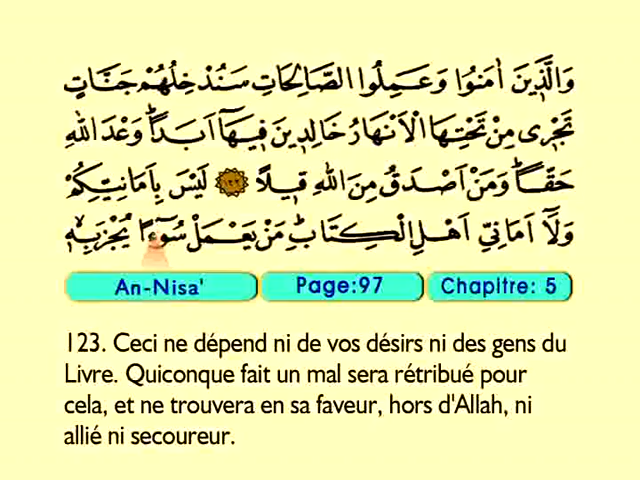 وَالَّذِينَ اٰمَنُوا وَعَمِلُوا الصَّالِحَاتِ سَنُدْخِلُهُمْ جَنَّاتٍ
تَجْرٖى مِنْ تَحْتِهَا الْاَنْهَارُ خَالِدٖينَ فٖيهَٓا اَبَدًاؕ وَعْدَ اللّٰهِ
حَقًّاؕ وَمَنْ اَصْدَقُ مِنَ اللّٰهِ قٖيلًا ﴿١٢٢﴾ لَيْسَ بِاَمَانِيِّكُمْ
وَلَٓا اَمَانِىِّ اَهْلِ الْكِتَابِؕ مَنْ يَعْمَلْ سُٓوءًا يُجْزَ بِهٖۙ
An-Nisa' Page:97 Chapitre: 5
123. Ceci ne dépend ni de vos désirs ni des gens du
Livre. Quiconque fait un mal sera rétribué pour
cela, et ne trouvera en sa faveur, hors d'Allah, ni
allié ni secoureur.